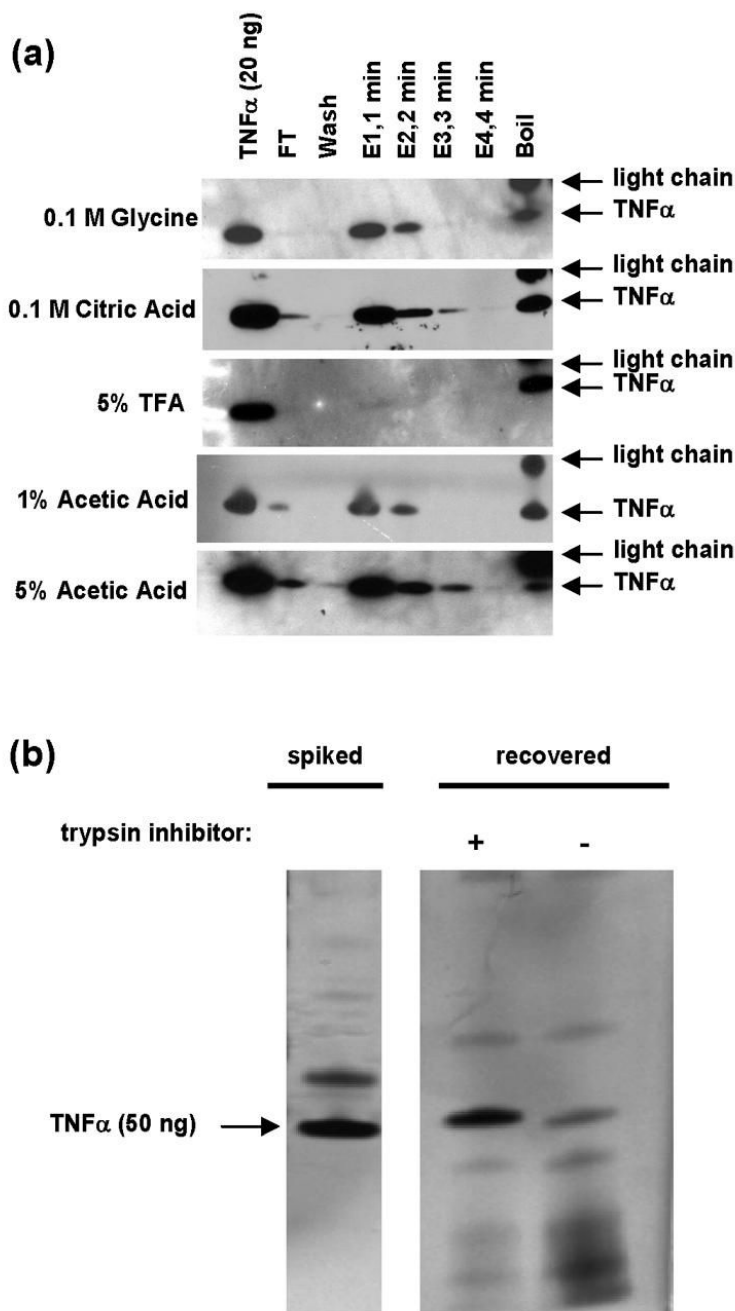 (a)
TNFα (20 ng)
FT
Wash
E1,1 min
E2,2 min
E3,3 min
E4,4 min
Boil
0.1 M Glycine
light chain
TNFα
0.1 M Citric Acid
light chain
TNFα
5% TFA
light chain
TNFα
1% Acetic Acid
light chain
TNFα
5% Acetic Acid
light chain
TNFα
(b)
spiked
recovered
trypsin inhibitor:
+ -
TNFα (50 ng)